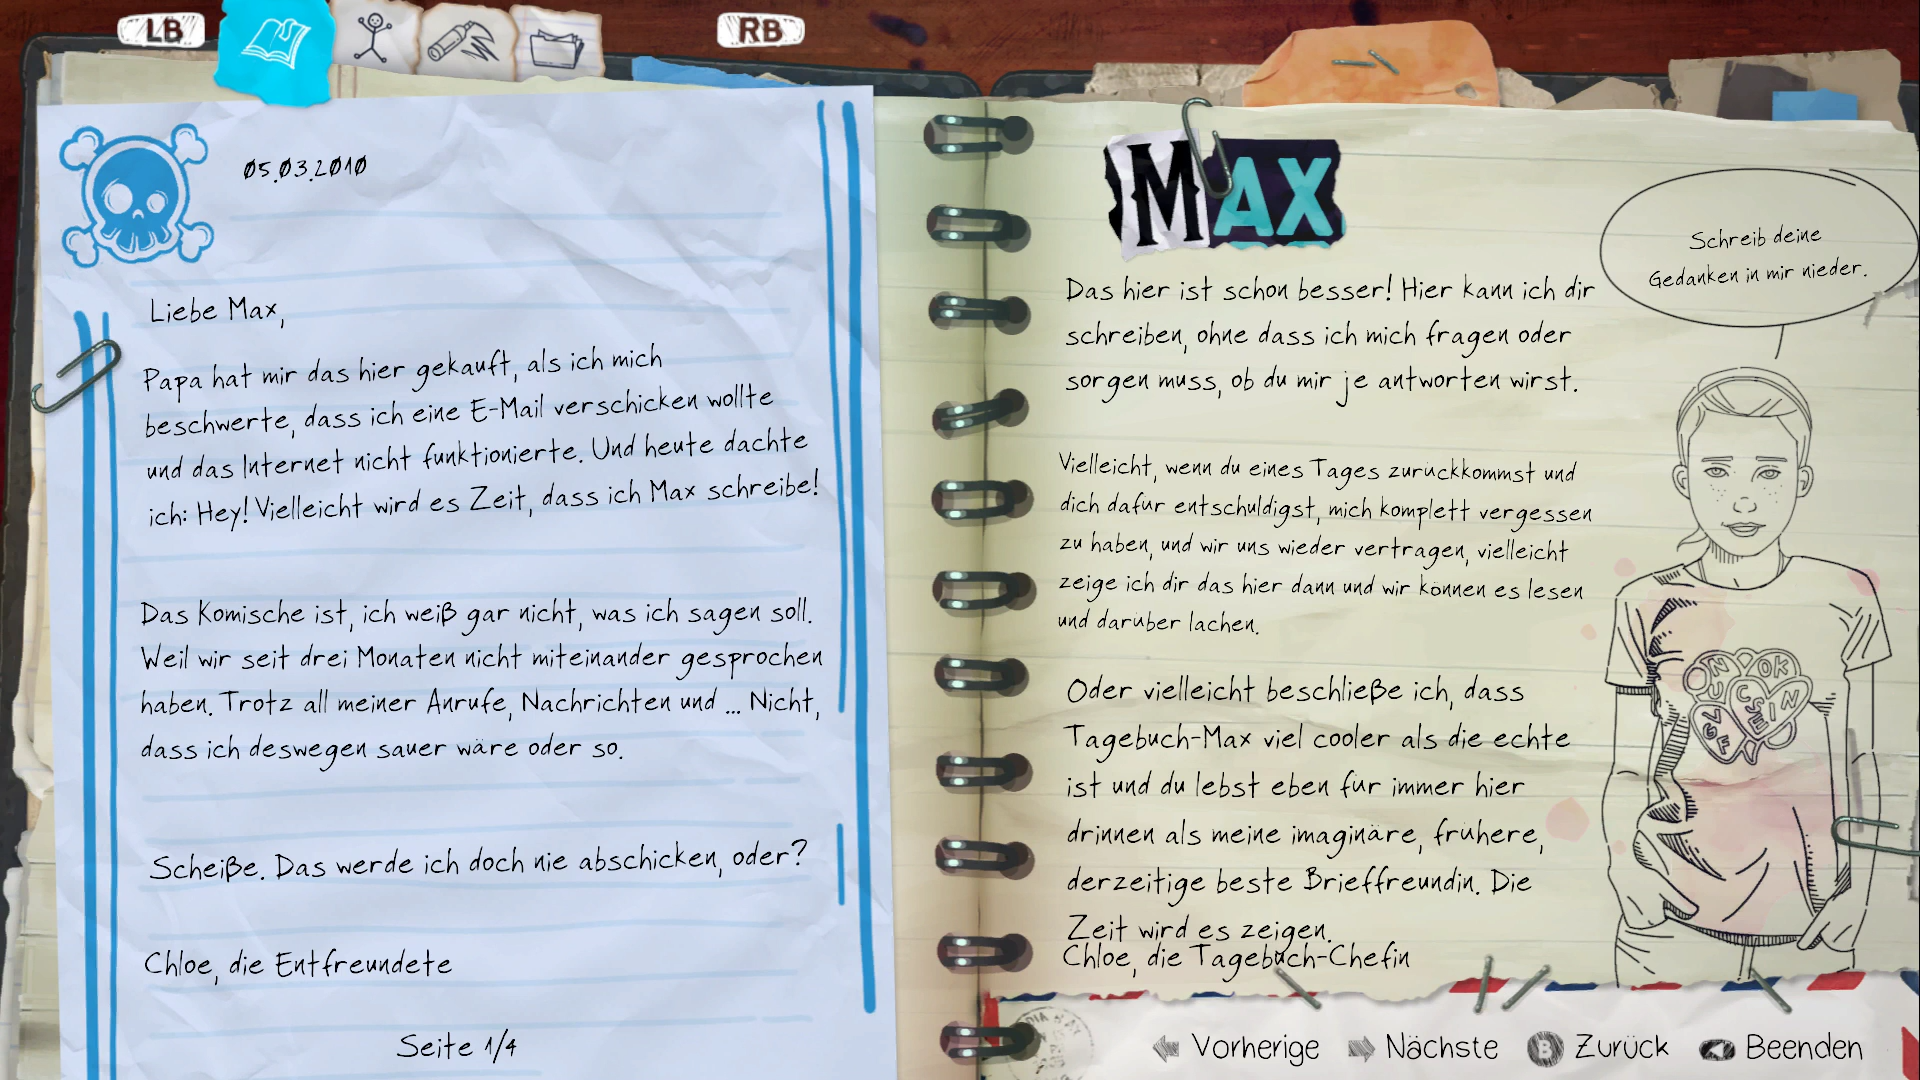 LB
RB
05.03.2010
Liebe Max,
Papa hat mir das hier gekauft, als ich mich
beschwerte, dass ich eine E-Mail verschicken wollte
und das Internet nicht funktionierte. Und heute dachte
ich: Hey! Vielleicht wird es Zeit, dass ich Max schreibe!
Das Komische ist, ich weiß gar nicht, was ich sagen soll.
Weil wir seit drei Monaten nicht miteinander gesprochen
haben. Trotz all meiner Anrufe, Nachrichten und ... Nicht,
dass ich deswegen sauer wäre oder so.
Scheiße. Das werde ich doch nie abschicken, oder?
Chloe, die Entfreundete
Seite 1/4
MAX
Das hier ist schon besser! Hier kann ich dir
schreiben, ohne dass ich mich fragen oder
sorgen muss, ob du mir je antworten wirst.
Vielleicht, wenn du eines Tages zurückkommst und
dich dafür entschuldigst, mich komplett vergessen
zu haben, und wir uns wieder vertragen, vielleicht
zeige ich dir das hier dann und wir können es lesen
und darüber lachen.
Oder vielleicht beschließe ich, dass
Tagebuch-Max viel cooler als die echte
ist und du lebst eben für immer hier
drinnen als meine imaginäre, frühere,
derzeitige beste Brieffreundin. Die
Zeit wird es zeigen.
Chloe, die Tagebuch-Chefin
Schreib deine
Gedanken in mir nieder.
Vorherige
Nächste
B Zurück
Beenden